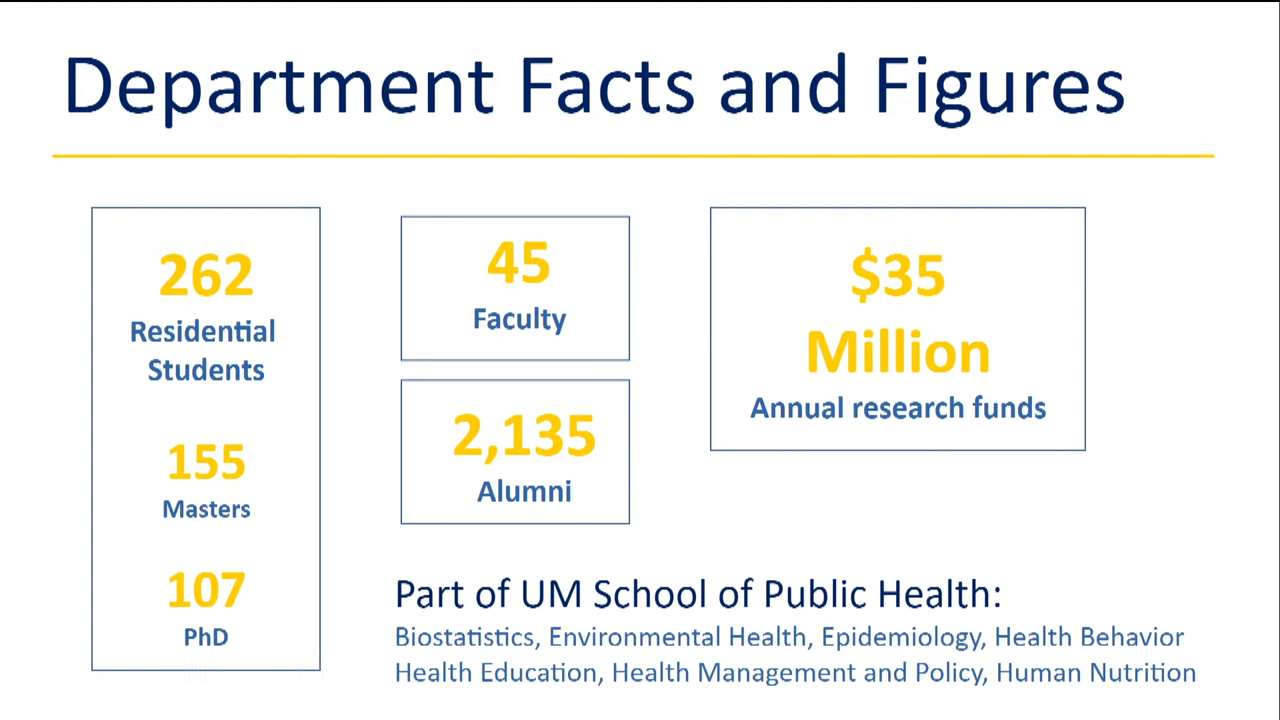 Department Facts and Figures
262
Residential
Students
155
Masters
107
PhD
45
Faculty
2,135
Alumni
$35
Million
Annual research funds
Part of UM School of Public Health:
Biostatistics, Environmental Health, Epidemiology, Health Behavior
Health Education, Health Management and Policy, Human Nutrition